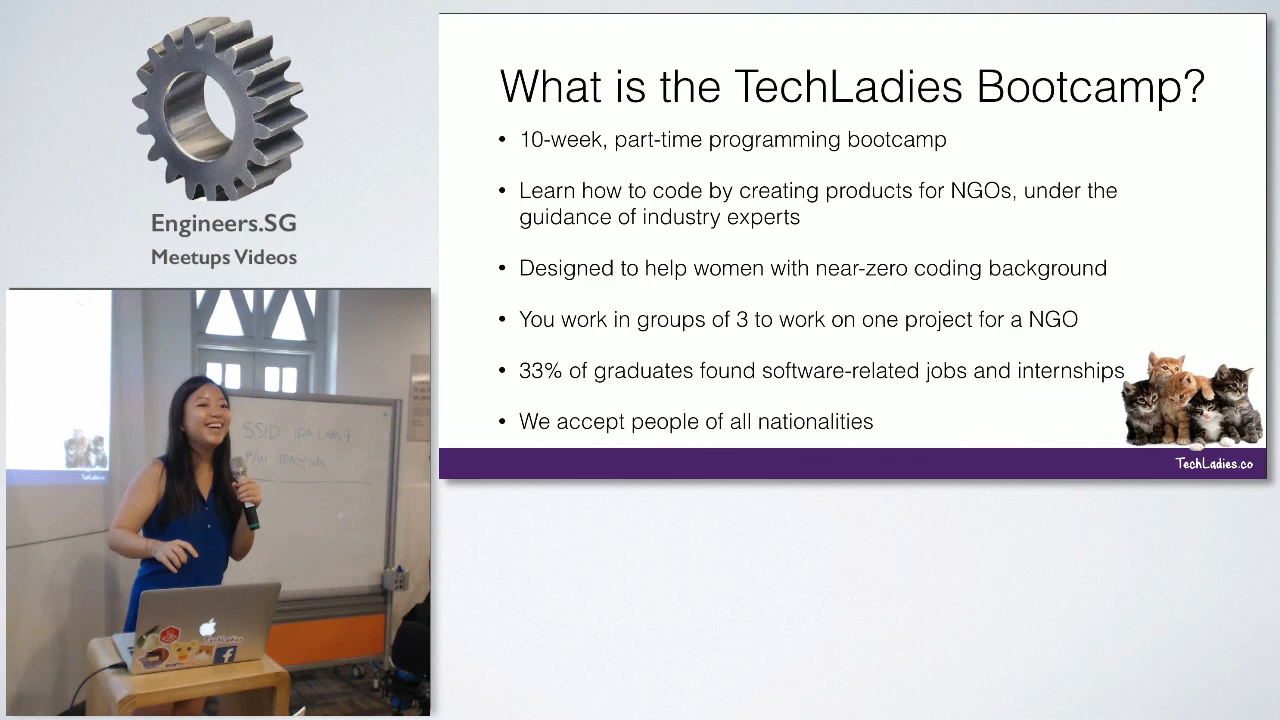 Engineers.SG
Meetups Videos
What is the TechLadies Bootcamp?
• 10-week, part-time programming bootcamp
• Learn how to code by creating products for NGOs, under the
guidance of industry experts
• Designed to help women with near-zero coding background
• You work in groups of 3 to work on one project for a NGO
• 33% of graduates found software-related jobs and internships
• We accept people of all nationalities
TechLadies.co
SSID IDA LABS4
TechLadies